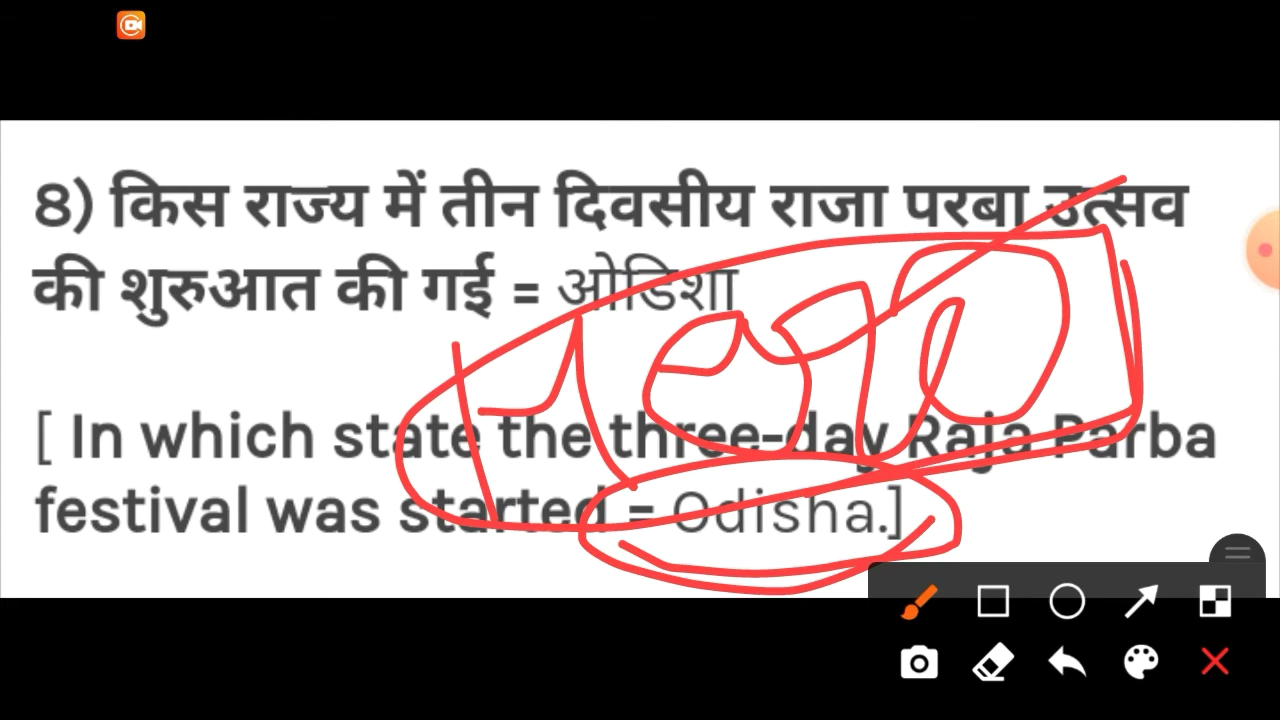 8) किस राज्य में तीन दिवसीय राजा परबा उत्सव
की शुरुआत की गई = ओडिशा
[ In which state the three-day Raja Parba
festival was started = Odisha.]